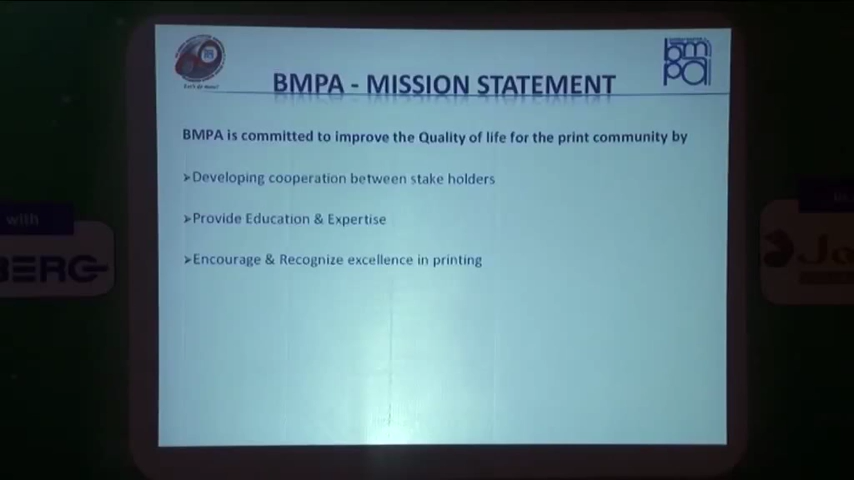 bmpa
BMPA - MISSION STATEMENT
BMPA is committed to improve the Quality of life for the print community by
➢Developing cooperation between stake holders
➢Provide Education & Expertise
➢Encourage & Recognize excellence in printing
with
BERG